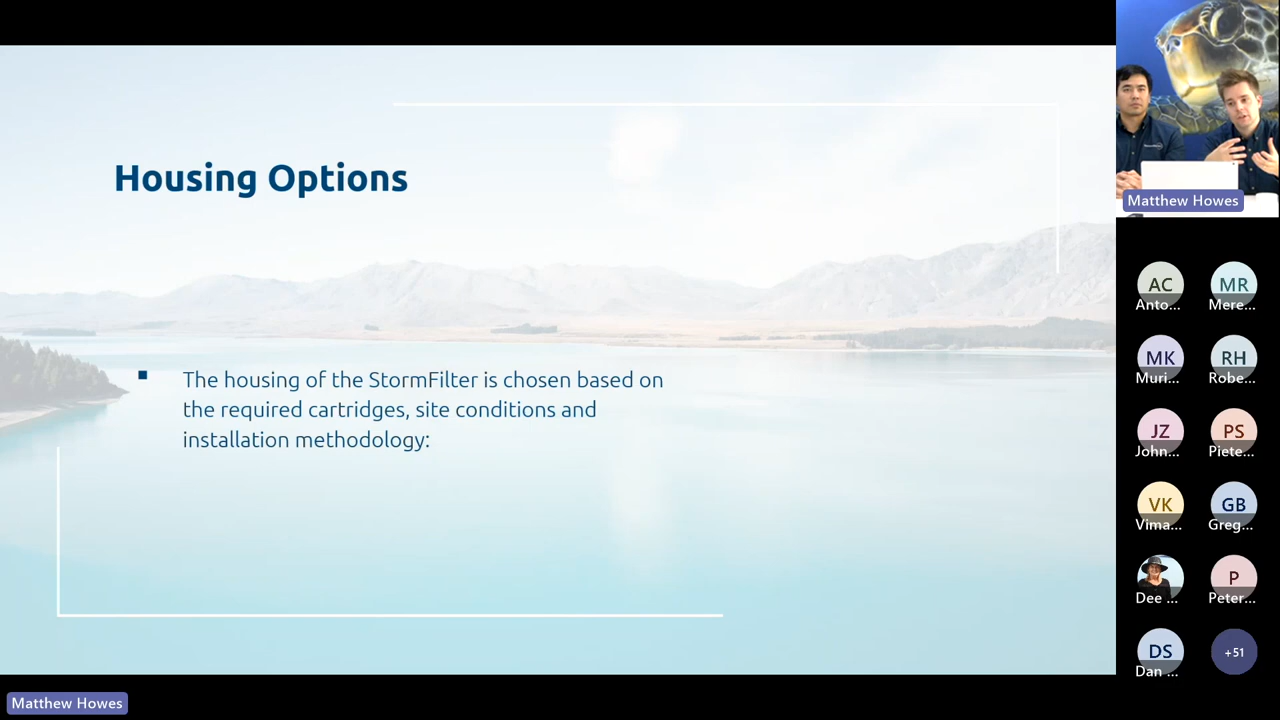 Housing Options
The housing of the StormFilter is chosen based on
the required cartridges, site conditions and
installation methodology:
Matthew Howes
AC
MR
Anto...
Mere...
MK
RH
Muri...
Robe...
JZ
PS
John...
Piete...
VK
GB
Vima...
Greg...
P
Dee ...
Peter...
DS
+51
Dan ...
Matthew Howes